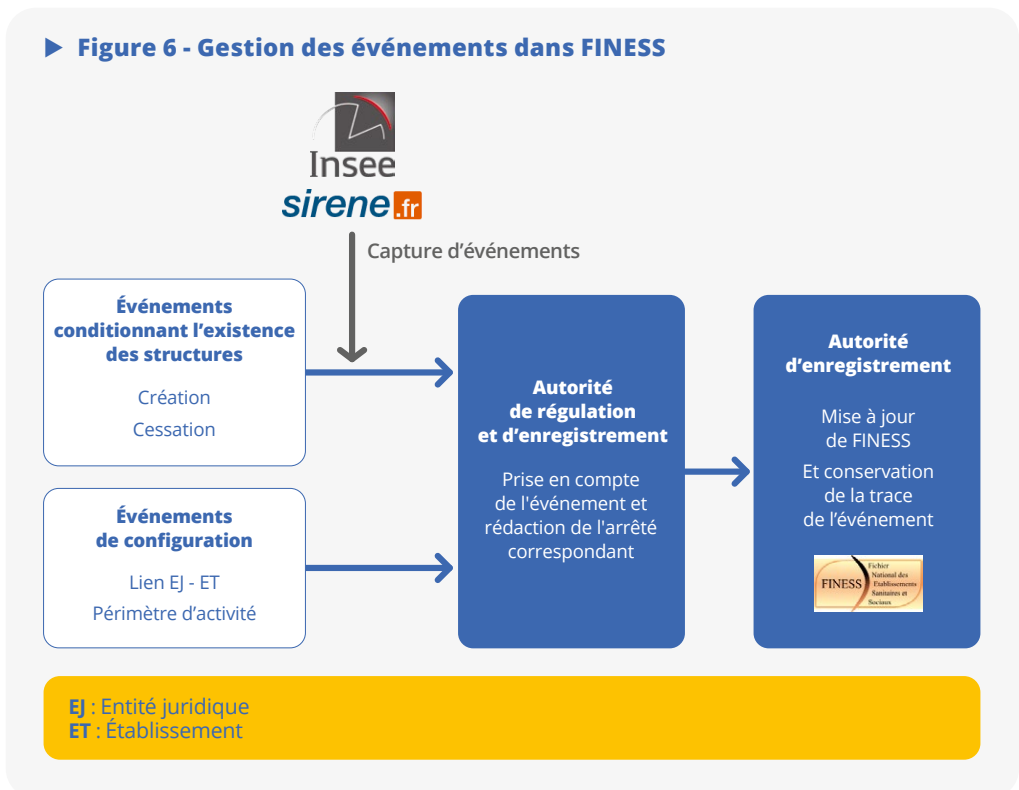 ▶ Figure 6 - Gestion des événements dans FINESS
Insee
sirene.fr
Capture d’événements
Événements
conditionnant l’existence
des structures
Création
Cessation
Événements
de configuration
Lien EJ - ET
Périmètre d’activité
Autorité
de régulation
et d’enregistrement
Prise en compte
de l'événement et
rédaction de l'arrêté
correspondant
Autorité
d’enregistrement
Mise à jour
de FINESS
Et conservation
de la trace
de l’événement
FINESS
Fichier
National des
Etablissements
Sanitaires et
Sociaux
EJ : Entité juridique
ET : Établissement